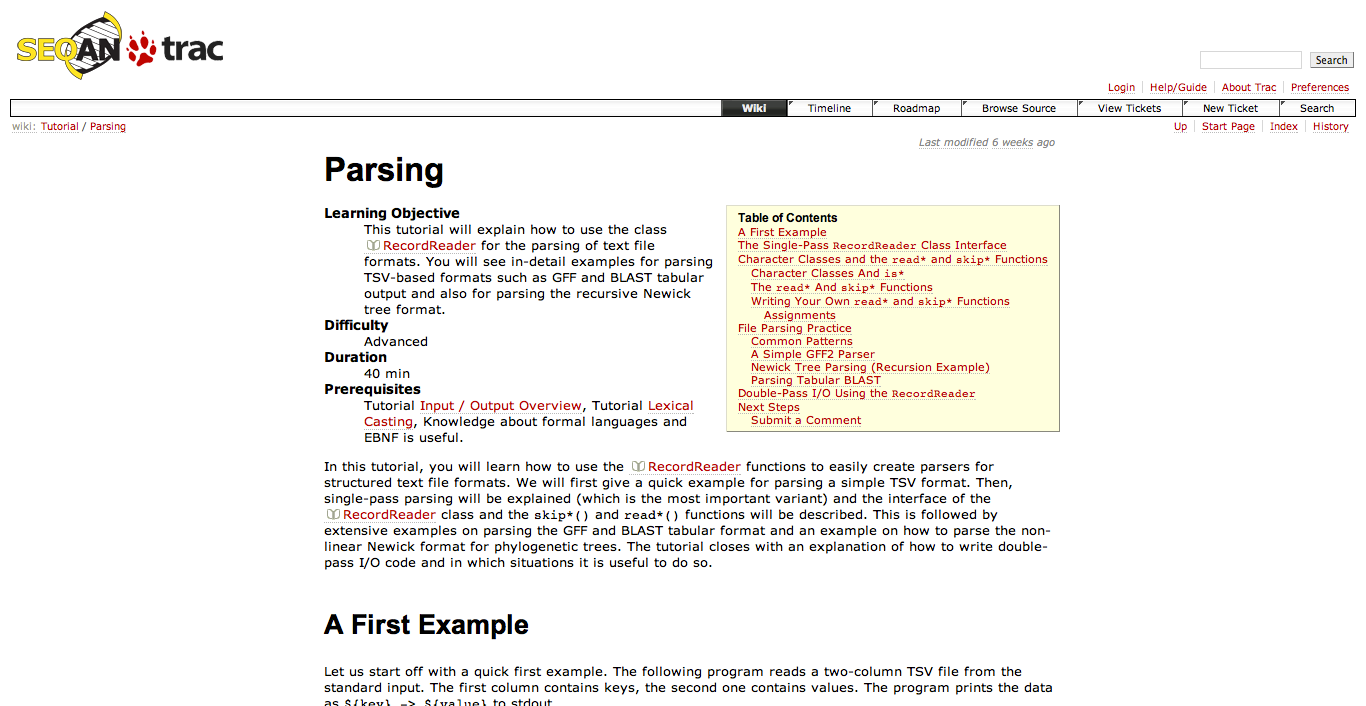 SEQAN trac
Search
Login Help/Guide About Trac Preferences
Wiki Timeline Roadmap Browse Source View Tickets New Ticket Search
wiki: Tutorial / Parsing
Up Start Page Index History
Last modified 6 weeks ago
Parsing
Learning Objective
This tutorial will explain how to use the class
RecordReader for the parsing of text file
formats. You will see in-detail examples for parsing
TSV-based formats such as GFF and BLAST tabular
output and also for parsing the recursive Newick
tree format.
Difficulty
Advanced
Duration
40 min
Prerequisites
Tutorial Input / Output Overview, Tutorial Lexical
Casting, Knowledge about formal languages and
EBNF is useful.
Table of Contents
A First Example
The Single-Pass RecordReader Class Interface
Character Classes and the read* and skip* Functions
Character Classes And is*
The read* And skip* Functions
Writing Your Own read* and skip* Functions
Assignments
File Parsing Practice
Common Patterns
A Simple GFF2 Parser
Newick Tree Parsing (Recursion Example)
Parsing Tabular BLAST
Double-Pass I/O Using the RecordReader
Next Steps
Submit a Comment
In this tutorial, you will learn how to use the RecordReader functions to easily create parsers for
structured text file formats. We will first give a quick example for parsing a simple TSV format. Then,
single-pass parsing will be explained (which is the most important variant) and the interface of the
RecordReader class and the skip*() and read*() functions will be described. This is followed by
extensive examples on parsing the GFF and BLAST tabular format and an example on how to parse the non-
linear Newick format for phylogenetic trees. The tutorial closes with an explanation of how to write double-
pass I/O code and in which situations it is useful to do so.
A First Example
Let us start off with a quick first example. The following program reads a two-column TSV file from the
standard input. The first column contains keys, the second one contains values. The program prints the data
as ${key} -> ${value} to stdout.